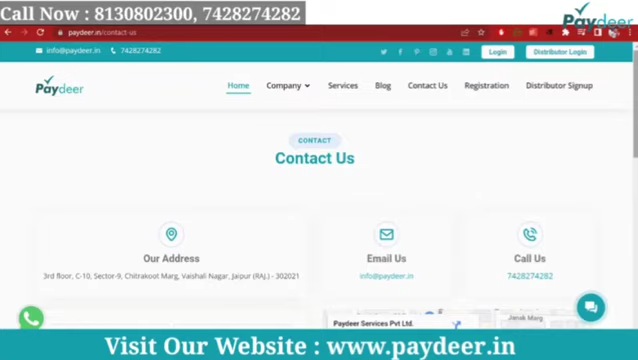 Call Now : 8130802300, 7428274282
Paydeer
paydeer.in/contact-us
info@paydeer.in 7428274282
Login
Distributor Login
Paydeer
Home Company Services Blog Contact Us Registration Distributor Signup
CONTACT
Contact Us
Our Address
3rd floor, C-10, Sector-9, Chitrakoot Marg, Vaishali Nagar, Jaipur (RAJ.) - 302021
Email Us
info@paydeer.in
Call Us
7428274282
Paydeer Services Pvt Ltd.
Jensk Marg
Visit Our Website : www.paydeer.in